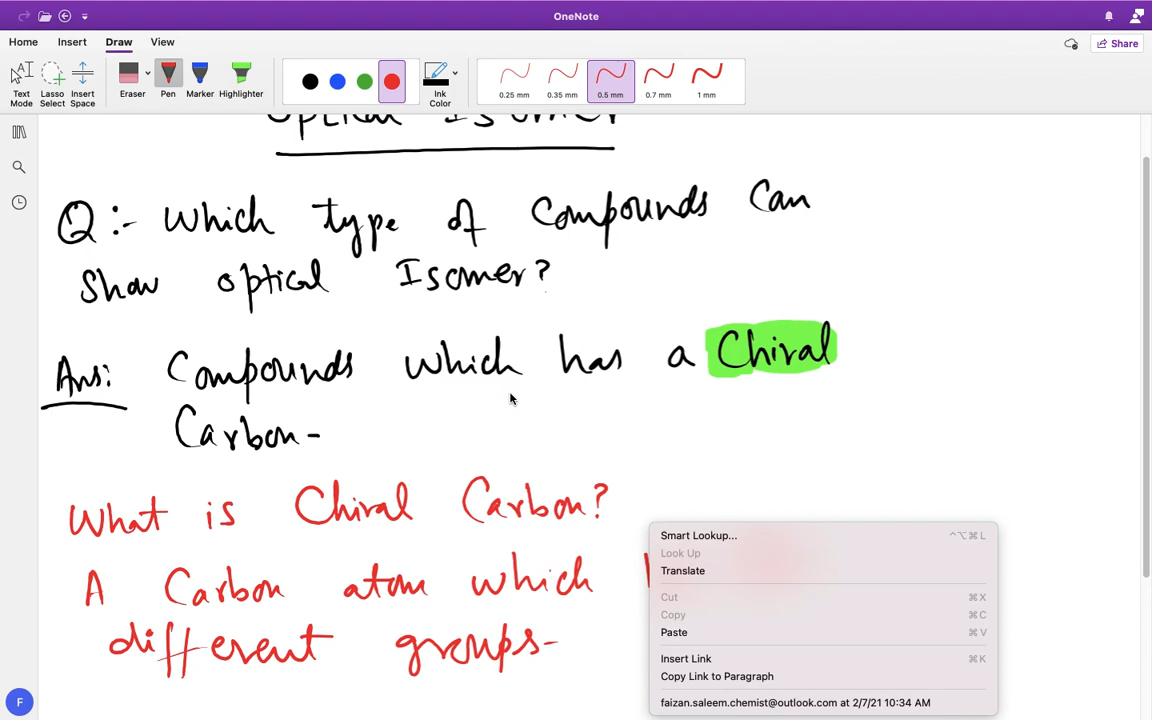 OneNote
Home Insert Draw View
Share
Text Mode
Lasso Select
Insert Space
Eraser
Pen
Marker
Highlighter
Ink Color
0.25 mm
0.35 mm
0.5 mm
0.7 mm
1 mm
Optical Isomer
Q:- Which type of Compounds Can
Show optical Isomer?
Ans: Compounds which has a Chiral
Carbon-
What is Chiral Carbon?
A Carbon atom which
different groups-
Smart Lookup... ^⌥⌘L
Look Up
Translate
Cut ⌘X
Copy ⌘C
Paste ⌘V
Insert Link ⌘K
Copy Link to Paragraph
faizan.saleem.chemist@outlook.com at 2/7/21 10:34 AM
F